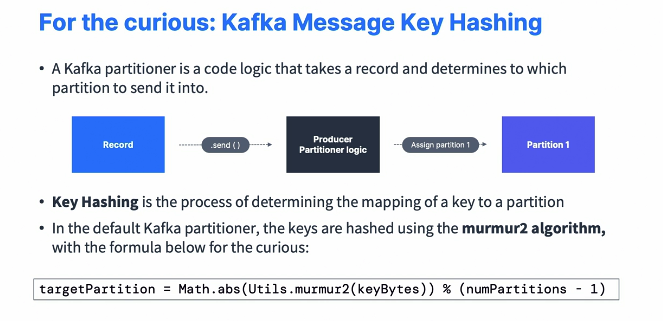 For the curious: Kafka Message Key Hashing
• A Kafka partitioner is a code logic that takes a record and determines to which
partition to send it into.
Record
.send ( )
Producer
Partitioner logic
Assign partition 1
Partition 1
• Key Hashing is the process of determining the mapping of a key to a partition
• In the default Kafka partitioner, the keys are hashed using the murmur2 algorithm,
with the formula below for the curious:
targetPartition = Math.abs(Utils.murmur2(keyBytes)) % (numPartitions - 1)